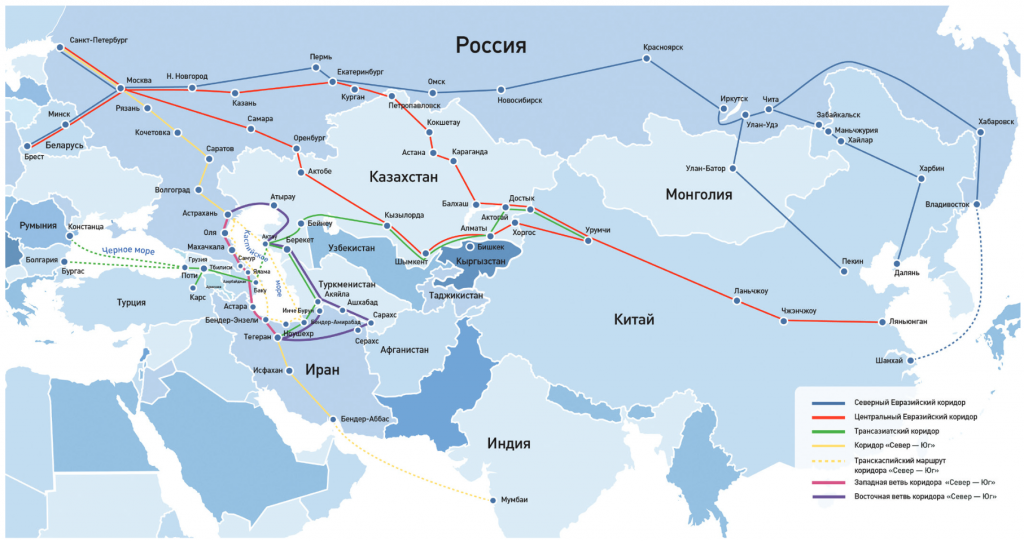 Россия
Санкт-Петербург
Москва
Н. Новгород
Пермь
Екатеринбург
Красноярск
Казань
Курган
Омск
Новосибирск
Петропавловск
Рязань
Минск
Беларусь
Брест
Кочетовка
Самара
Оренбург
Кокшетау
Астана
Караганда
Иркутск
Чита
Улан-Удэ
Забайкальск
Маньчжурия
Хайлар
Хабаровск
Саратов
Актобе
Казахстан
Улан-Батор
Монголия
Харбин
Волгоград
Владивосток
Астрахань
Атырау
Балхаш
Достык
Актогай
Румыния
Констанца
Оля
Бейнеу
Кызылорда
Алматы
Хоргос
Урумчи
Актау
Берекет
Узбекистан
Шымкент
Бишкек
Кыргызстан
Черное море
Махачкала
Каспийское
море
Самур
Ялама
Болгария
Бургас
Грузия
Поти
Тбилиси
Азербайджан
Армения
Баку
Карс
Турция
Туркменистан
Таджикистан
Пекин
Далянь
Акяйла
Ашхабад
Инче Бурун
Астара
Бендер-Энзели
Бендер-Амирабад
Ноушехр
Сарахс
Серахс
Тегеран
Афганистан
Ланьчжоу
Китай
Чжэнчжоу
Ляньюнган
Шанхай
Исфахан
Иран
Бендер-Аббас
Индия
Мумбаи
Северный Евразийский коридор
Центральный Евразийский коридор
Трансазиатский коридор
Коридор «Север — Юг»
Транскаспийский маршрут
коридора «Север — Юг»
Западная ветвь коридора «Север — Юг»
Восточная ветвь коридора «Север — Юг»